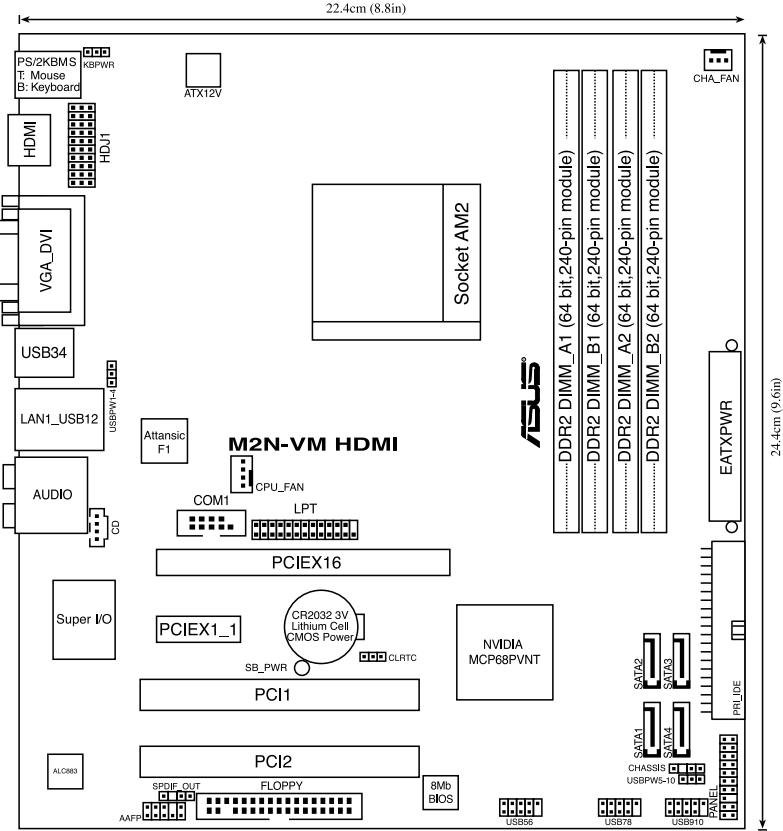 22.4cm (8.8in)
PS/2KBMS
T: Mouse
B: Keyboard
KBPWR
ATX12V
CHA_FAN
HDMI
HDJ1
Socket AM2
DDR2 DIMM_A1 (64 bit,240-pin module)
DDR2 DIMM_B1 (64 bit,240-pin module)
DDR2 DIMM_A2 (64 bit,240-pin module)
DDR2 DIMM_B2 (64 bit,240-pin module)
VGA_DVI
USB34
USBPW1-4
LAN1_USB12
Attansic
F1
M2N-VM HDMI
ASUS®
EATXPWR
24.4cm (9.6in)
CPU_FAN
AUDIO
CD
COM1
LPT
PCIEX16
Super I/O
PCIEX1_1
CR2032 3V
Lithium Cell
CMOS Power
SB_PWR
CLRTC
NVIDIA
MCP68PVNT
SATA2
SATA3
PRI_IDE
PCI1
SATA1
SATA4
PCI2
ALC883
CHASSIS
USBPW5-10
SPDIF_OUT
FLOPPY
8Mb
BIOS
AAFP
USB56
USB78
USB910
PANEL